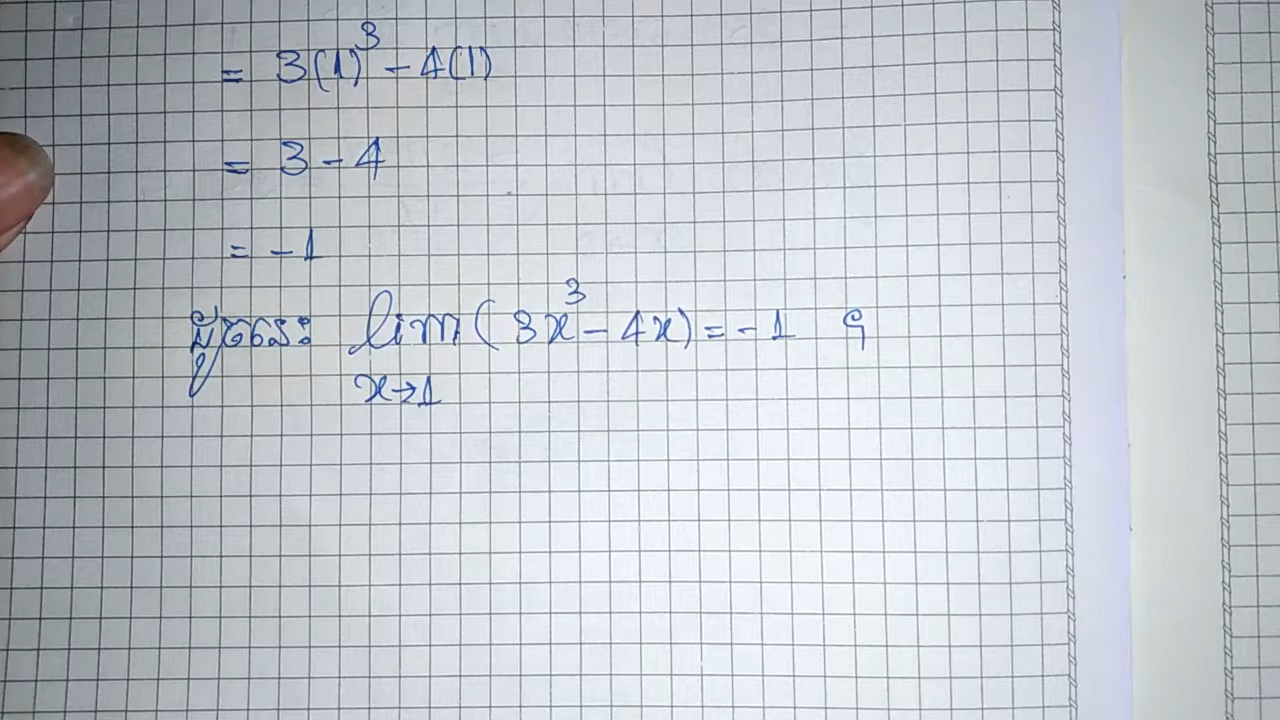 = 3(1)³ - 4(1)
= 3 - 4
= -1
ដូចនេះ lim(3x³ - 4x) = -1 ។
x→1